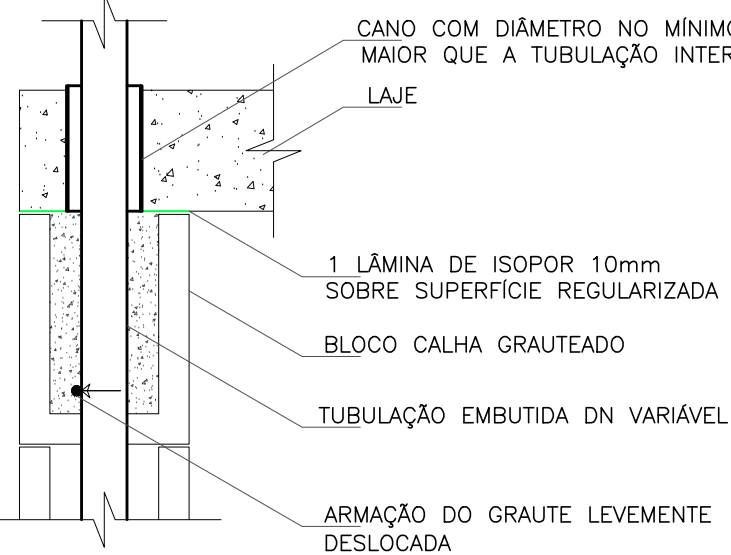 CANO COM DIÂMETRO NO MÍNIMO
MAIOR QUE A TUBULAÇÃO
LAJE
1 LÂMINA DE ISOPOR 10mm
SOBRE SUPERFÍCIE REGULARIZADA
BLOCO CALHA GRAUTEADO
TUBULAÇÃO EMBUTIDA DN VARIÁVEL
ARMAÇÃO DO GRAUTE LEVEMENTE
DESLOCADA